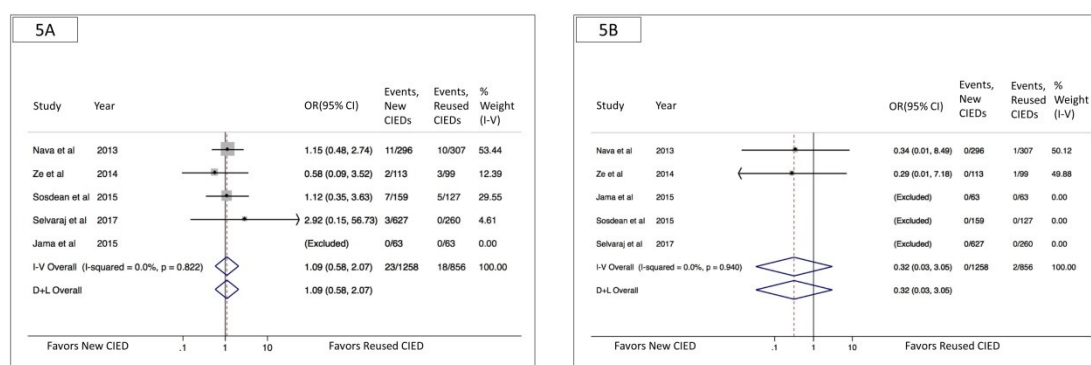 5A
Study Year OR(95% CI) Events, New CIEDs Events, Reused CIEDs % Weight (I-V)
Nava et al 2013 1.15 (0.48, 2.74) 11/296 10/307 53.44
Ze et al 2014 0.58 (0.09, 3.52) 2/113 3/99 12.39
Sosdean et al 2015 1.12 (0.35, 3.63) 7/159 5/127 29.55
Selvaraj et al 2017 2.92 (0.15, 56.73) 3/627 0/260 4.61
Jama et al 2015 (Excluded) 0/63 0/63 0.00
I-V Overall (I-squared = 0.0%, p = 0.822) 1.09 (0.58, 2.07) 23/1258 18/856 100.00
D+L Overall 1.09 (0.58, 2.07)
Favors New CIED .1 1 10 Favors Reused CIED
5B
Study Year OR(95% CI) Events, New CIEDs Events, Reused CIEDs % Weight (I-V)
Nava et al 2013 0.34 (0.01, 8.49) 0/296 1/307 50.12
Ze et al 2014 0.29 (0.01, 7.18) 0/113 1/99 49.88
Jama et al 2015 (Excluded) 0/63 0/63 0.00
Sosdean et al 2015 (Excluded) 0/159 0/127 0.00
Selvaraj et al 2017 (Excluded) 0/627 0/260 0.00
I-V Overall (I-squared = 0.0%, p = 0.940) 0.32 (0.03, 3.05) 0/1258 2/856 100.00
D+L Overall 0.32 (0.03, 3.05)
Favors New CIED .1 1 10 Favors Reused CIED